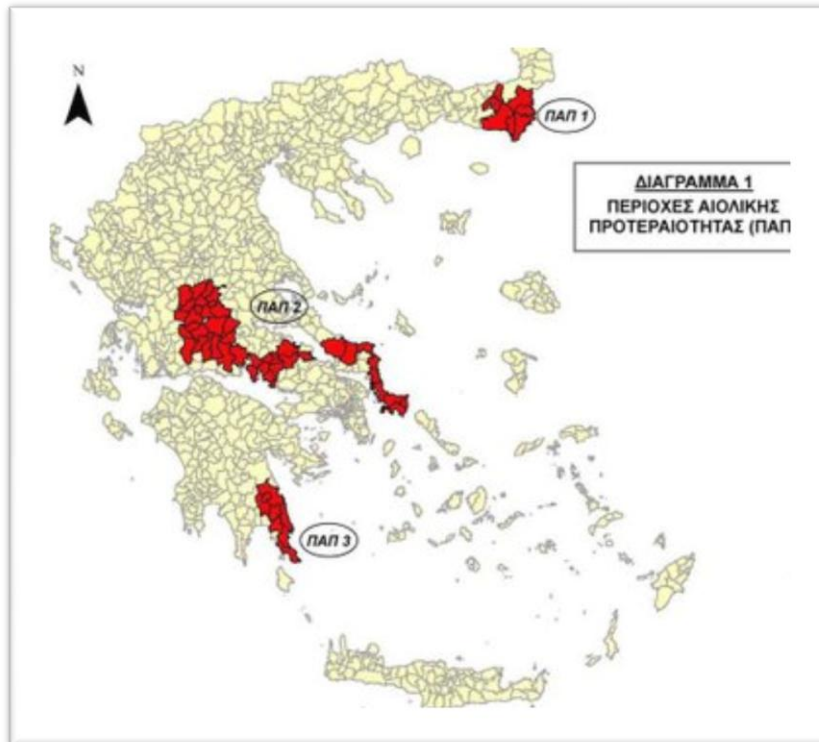 N
ΠΑΠ 1
ΔΙΑΓΡΑΜΜΑ 1
ΠΕΡΙΟΧΕΣ ΑΙΟΛΙΚΗΣ
ΠΡΟΤΕΡΑΙΟΤΗΤΑΣ (ΠΑΠ
ΠΑΠ 2
ΠΑΠ 3